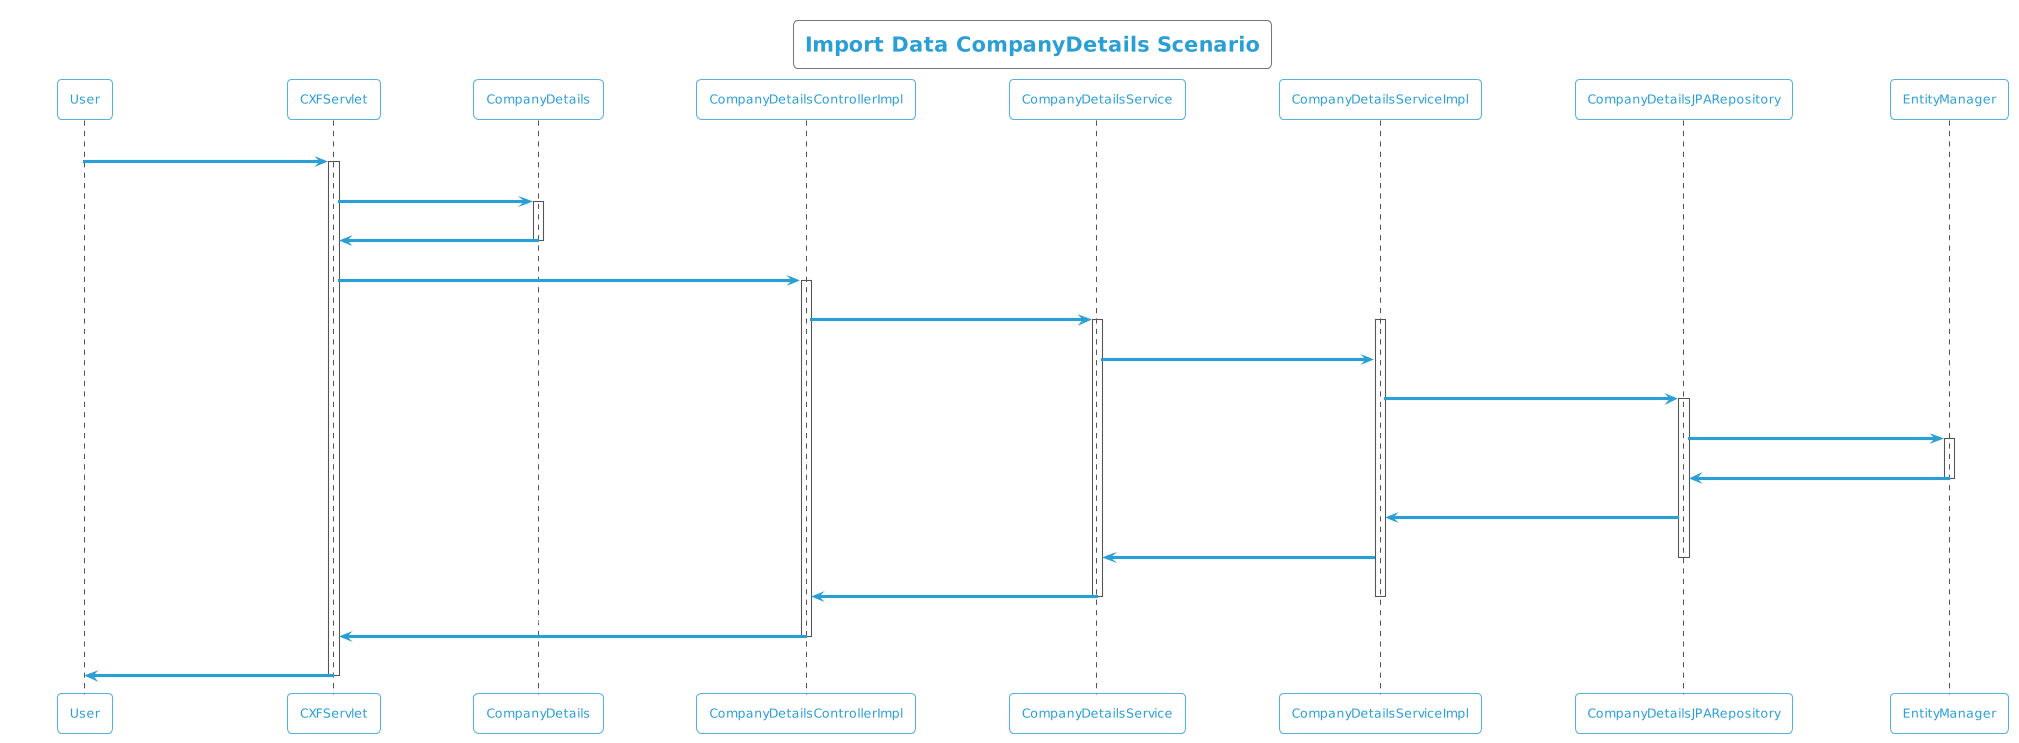 Import Data CompanyDetails Scenario
User
CXFServlet
CompanyDetails
CompanyDetailsControllerImpl
CompanyDetailsService
CompanyDetailsServiceImpl
CompanyDetailsJPARepository
EntityManager
User
CXFServlet
CompanyDetails
CompanyDetailsControllerImpl
CompanyDetailsService
CompanyDetailsServiceImpl
CompanyDetailsJPARepository
EntityManager